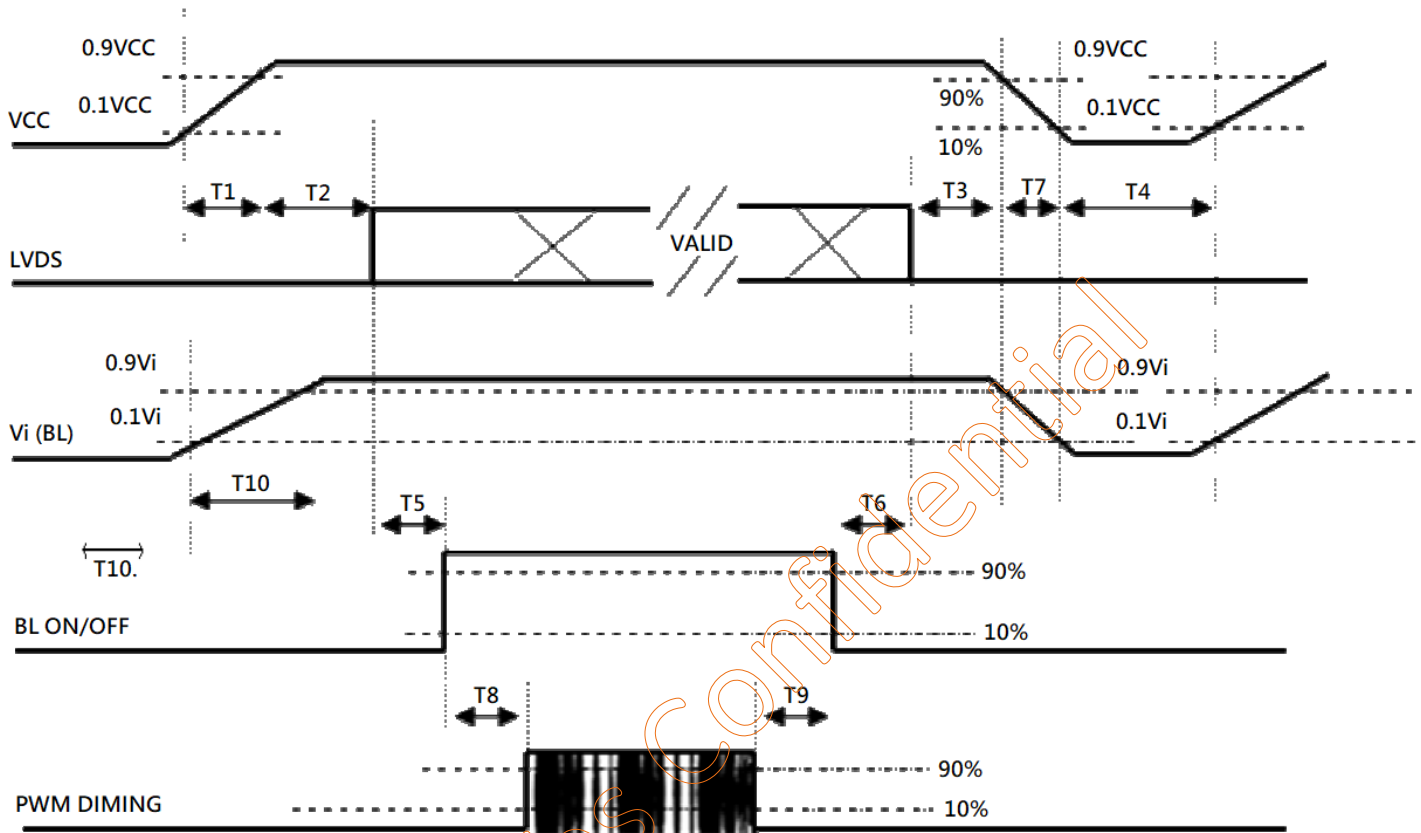 0.9VCC
0.9VCC
90%
0.1VCC
0.1VCC
VCC
10%
T1
T2
T3
T7
T4
VALID
LVDS
0.9Vi
0.9Vi
0.1Vi
0.1Vi
Vi (BL)
T10
T5
T6
T10.
90%
BL ON/OFF
10%
T8
T9
90%
PWM DIMING
10%
s Confidential